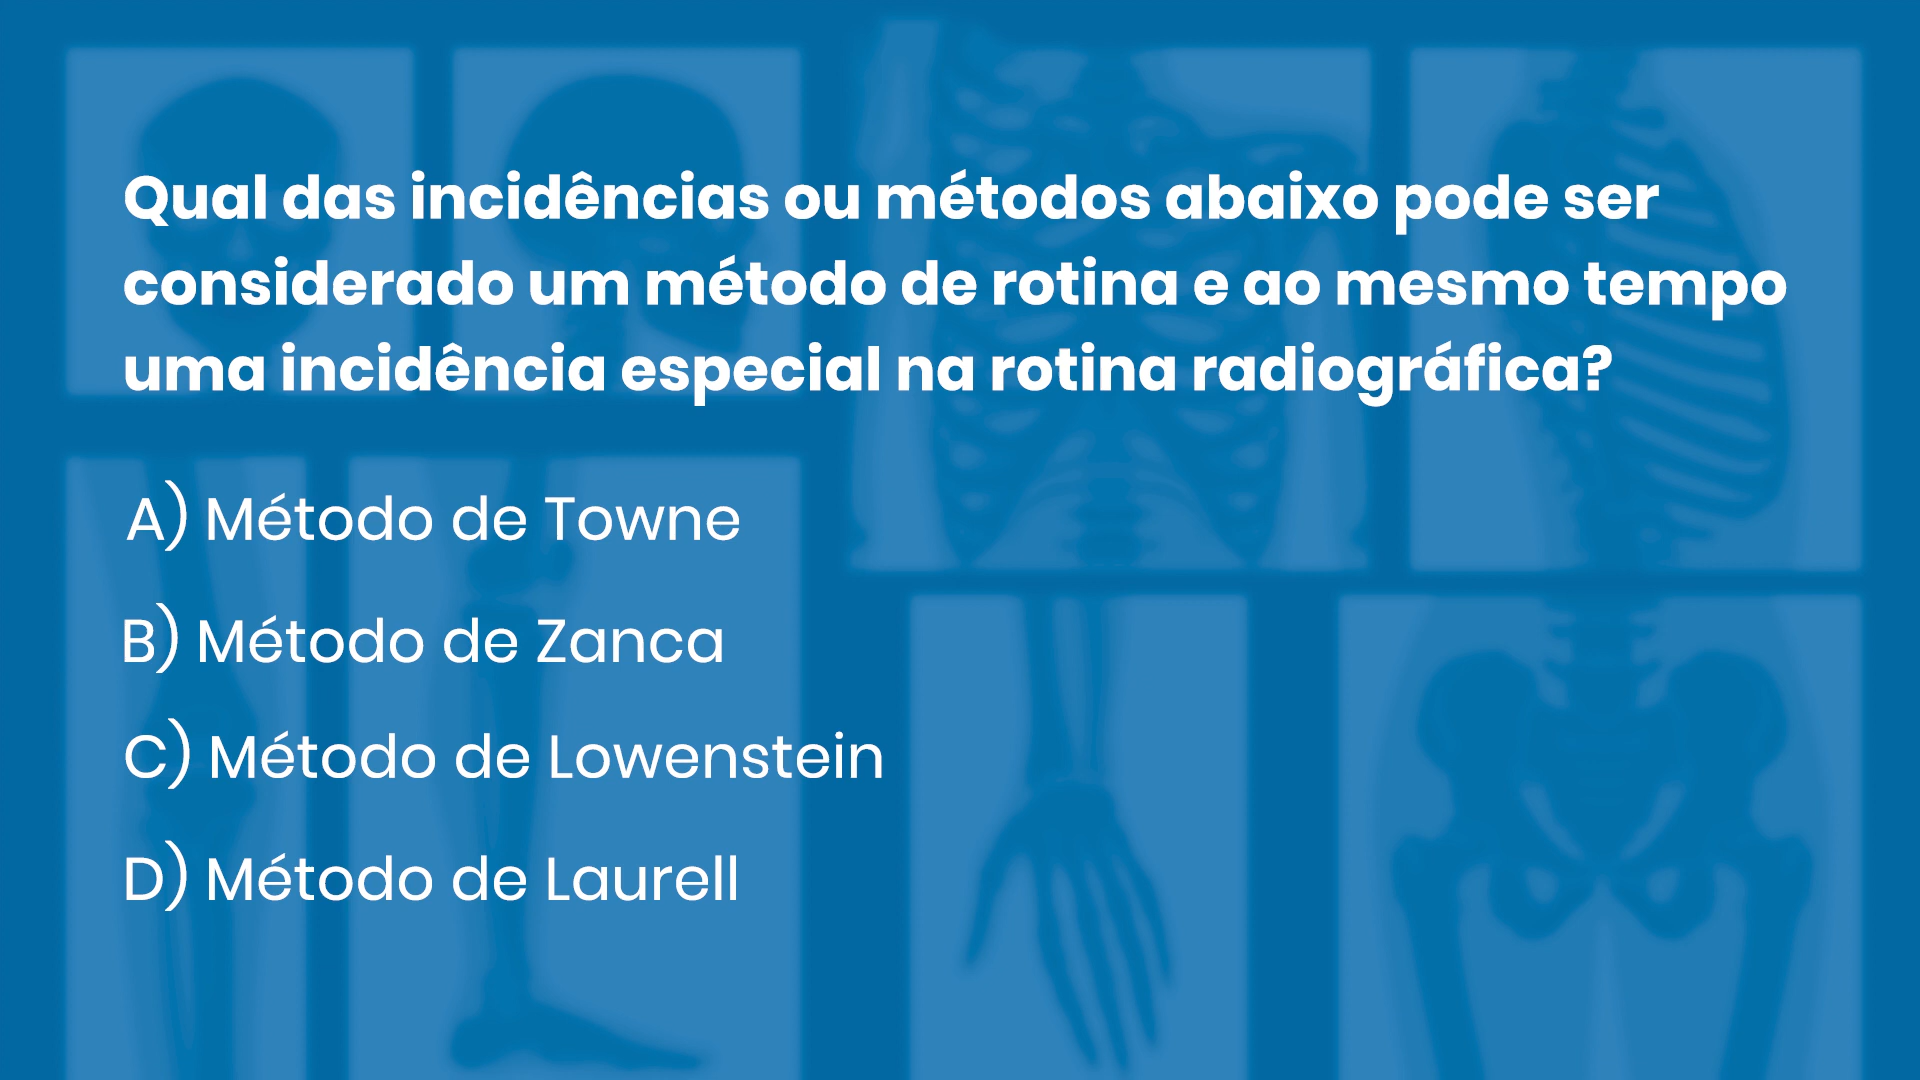 Qual das incidências ou métodos abaixo pode ser
considerado um método de rotina e ao mesmo tempo
uma incidência especial na rotina radiográfica?
A) Método de Towne
B) Método de Zanca
C) Método de Lowenstein
D) Método de Laurell